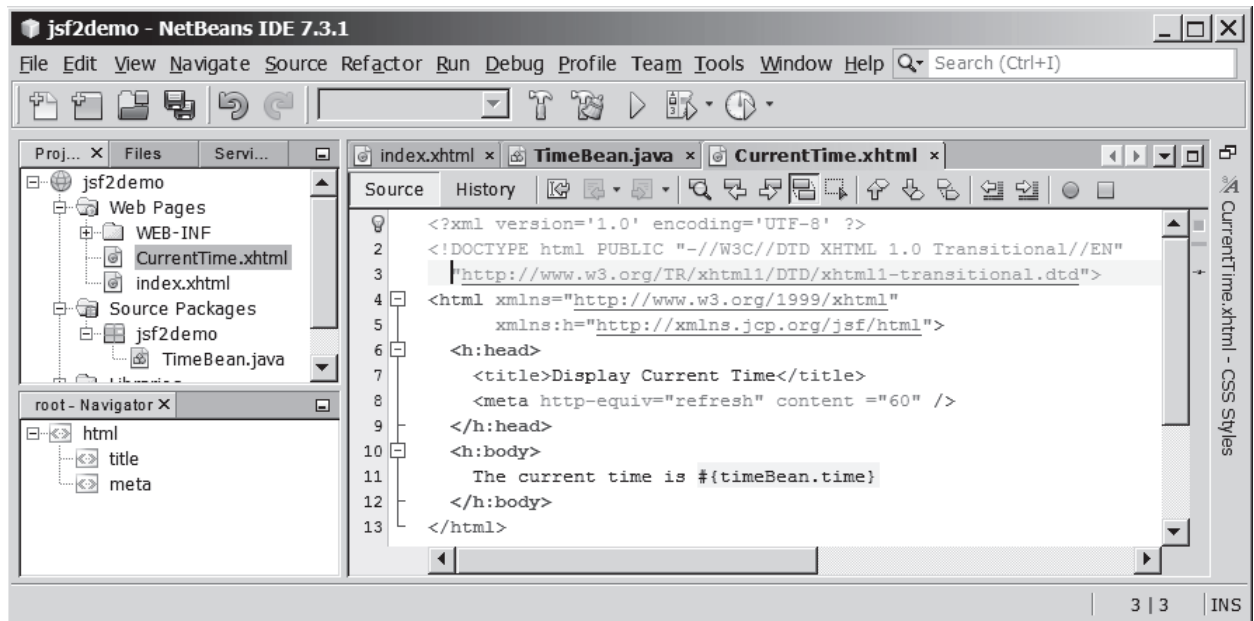 jsf2demo - NetBeans IDE 7.3.1
File Edit View Navigate Source Refactor Run Debug Profile Team Tools Window Help Search (Ctrl+I)
Proj... Files Servi...
jsf2demo
Web Pages
WEB-INF
CurrentTime.xhtml
index.xhtml
Source Packages
jsf2demo
TimeBean.java
root - Navigator
html
title
meta
index.xhtml TimeBean.java CurrentTime.xhtml
Source History
<?xml version='1.0' encoding='UTF-8' ?>
2 <!DOCTYPE html PUBLIC "-//W3C//DTD XHTML 1.0 Transitional//EN"
3 "http://www.w3.org/TR/xhtml1/DTD/xhtml1-transitional.dtd">
4 <html xmlns="http://www.w3.org/1999/xhtml"
5 xmlns:h="http://xmlns.jcp.org/jsf/html">
6 <h:head>
7 <title>Display Current Time</title>
8 <meta http-equiv="refresh" content ="60" />
9 </h:head>
10 <h:body>
11 The current time is #{timeBean.time}
12 </h:body>
13 </html>
CurrentTime.xhtml - CSS Styles
3 | 3 INS